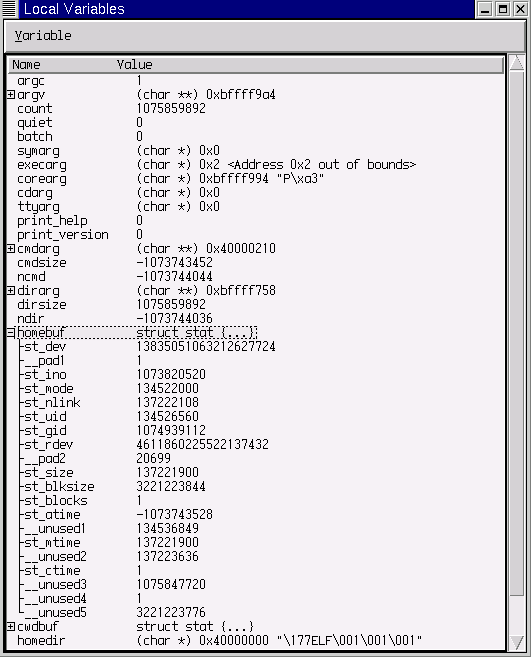 Local Variables
Variable
Name Value
argc 1
argv (char **) 0xbffff9a4
count 1075859892
quiet 0
batch 0
symarg (char *) 0x0
execarg (char *) 0x2 <Address 0x2 out of bounds>
corearg (char *) 0xbffff994 "P\xa3"
cdarg (char *) 0x0
ttyarg (char *) 0x0
print_help 0
print_version 0
cmdarg (char **) 0x40000210
cmdsize -1073743452
ncmd -1073744044
dirarg (char **) 0xbffff758
dirsize 1075859892
ndir -1073744036
homebuf struct stat {...}
st_dev 13835051063212627724
__pad1 1
st_ino 1073820520
st_mode 134522000
st_nlink 137222108
st_uid 134526560
st_gid 1074939112
st_rdev 4611860225522137432
__pad2 20699
st_size 137221900
st_blksize 3221223844
st_blocks 1
st_atime -1073743528
__unused1 134536849
st_mtime 137221900
__unused2 137223636
st_ctime 1
__unused3 1075847720
__unused4 1
__unused5 3221223776
cwdbuf struct stat {...}
homedir (char *) 0x40000000 "\177ELF\001\001\001"